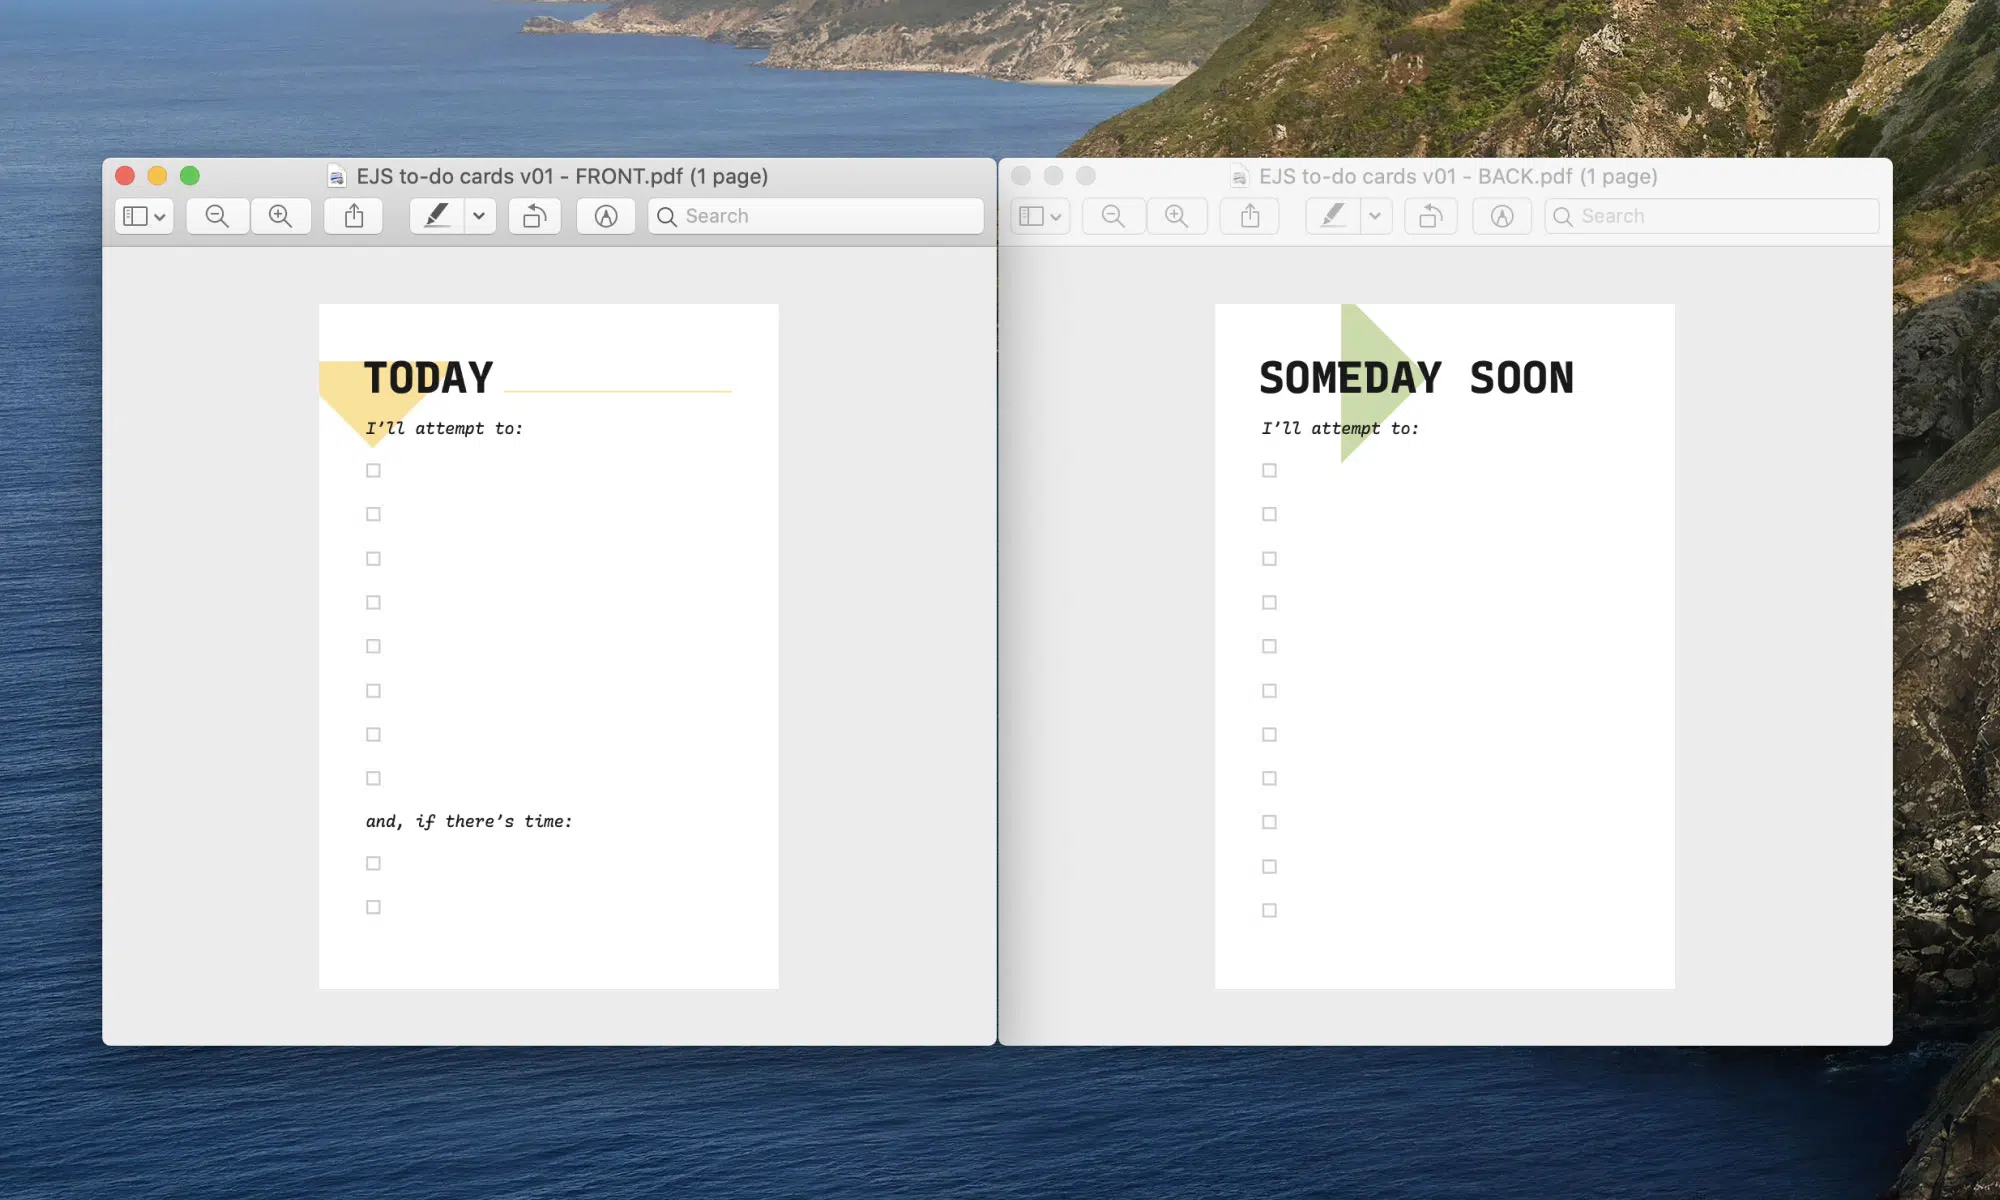 EJS to-do cards v01 - FRONT.pdf (1 page)
Search
TODAY
I’ll attempt to:
and, if there’s time:
EJS to-do cards v01 - BACK.pdf (1 page)
Search
SOMEDAY SOON
I’ll attempt to: